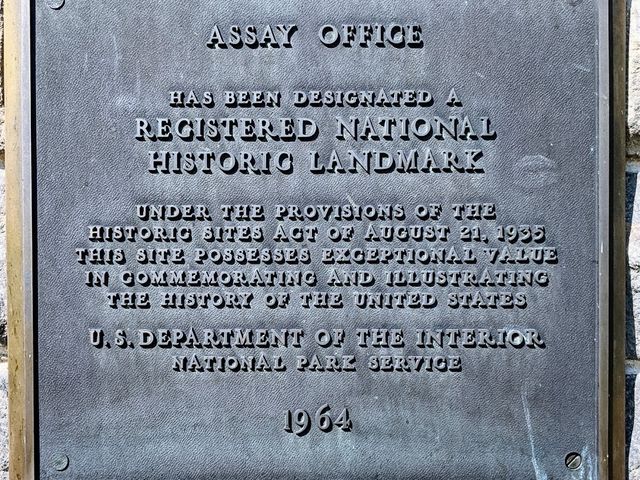 ASSAY OFFICE
HAS BEEN DESIGNATED A
REGISTERED NATIONAL
HISTORIC LANDMARK
UNDER THE PROVISIONS OF THE
HISTORIC SITES ACT OF AUGUST 21, 1935
THIS SITE POSSESSES EXCEPTIONAL VALUE
IN COMMEMORATING AND ILLUSTRATING
THE HISTORY OF THE UNITED STATES
U.S. DEPARTMENT OF THE INTERIOR
NATIONAL PARK SERVICE
1964